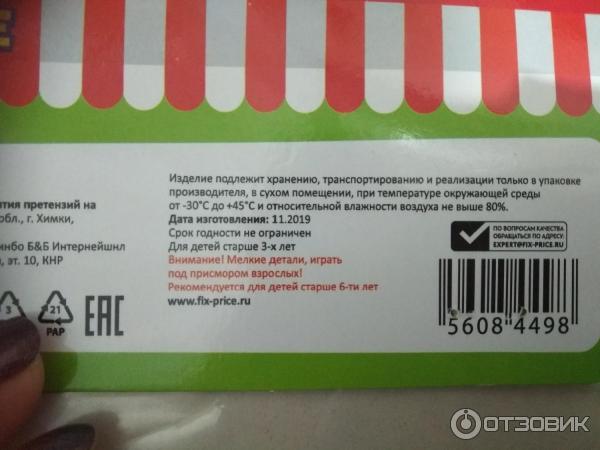 Изделие подлежит хранению, транспортированию и реализации только в упаковке
производителя, в сухом помещении, при температуре окружающей среды
от -30°C до +45°C и относительной влажности воздуха не выше 80%.
Дата изготовления: 11.2019
Срок годности не ограничен
Для детей старше 3-х лет
Внимание! Мелкие детали, играть
под присмором взрослых!
Рекомендуется для детей старше 6-ти лет
www.fix-price.ru
тия претензий на
обл., г. Химки,
нбо Б&Б Интернейшнл
, эт. 10, КНР
3
21
PAP
EAC
ПО ВОПРОСАМ КАЧЕСТВА
ОБРАЩАТЬСЯ ПО АДРЕСУ:
EXPERT@FIX-PRICE.RU
5608 4498
ОТЗОВИК